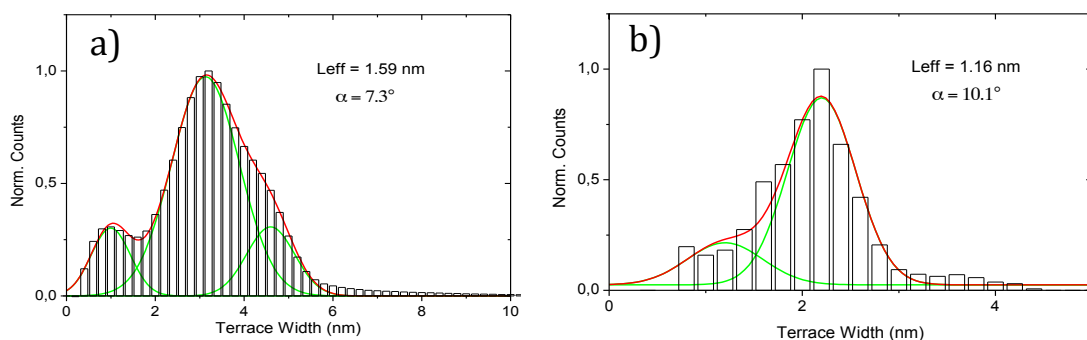 a)
Leff = 1.59 nm
α = 7.3°
1,0
0,5
0,0
Norm. Counts
0 2 4 6 8 10
Terrace Width (nm)
b)
Leff = 1.16 nm
α = 10.1°
1,0
0,5
0,0
Norm. Counts
0 2 4
Terrace Width (nm)